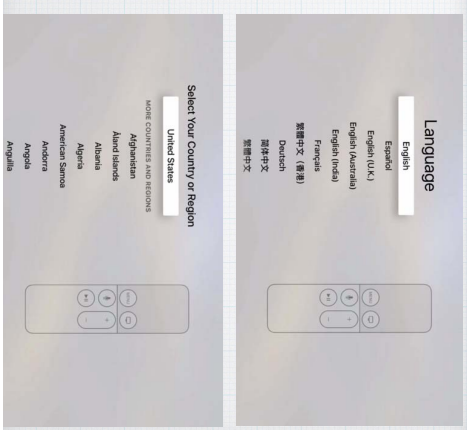 Language
English
Español
English (U.K.)
English (Australia)
English (India)
繁體中文 (香港)
Français
Deutsch
简体中文
繁體中文
MENU
Select Your Country or Region
United States
MORE COUNTRIES AND REGIONS
Afghanistan
Åland Islands
Albania
Algeria
American Samoa
Andorra
Angola
Anguilla
MENU